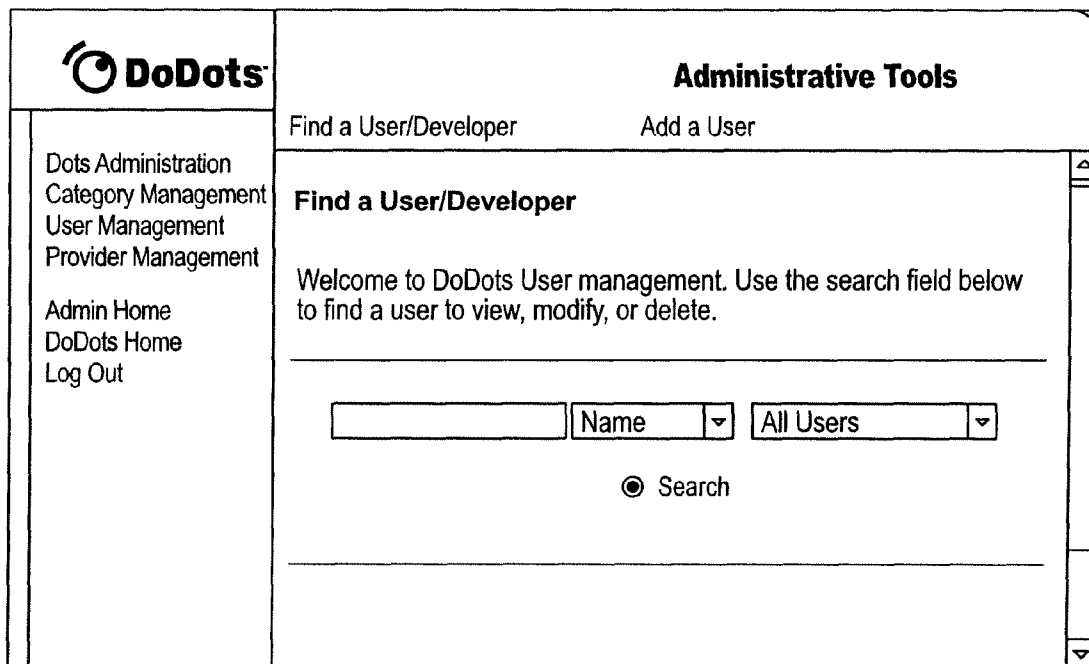 DoDots
Administrative Tools
Find a User/Developer
Add a User
Dots Administration
Category Management
User Management
Provider Management
Admin Home
DoDots Home
Log Out
Find a User/Developer
Welcome to DoDots User management. Use the search field below
to find a user to view, modify, or delete.
Name
All Users
Search